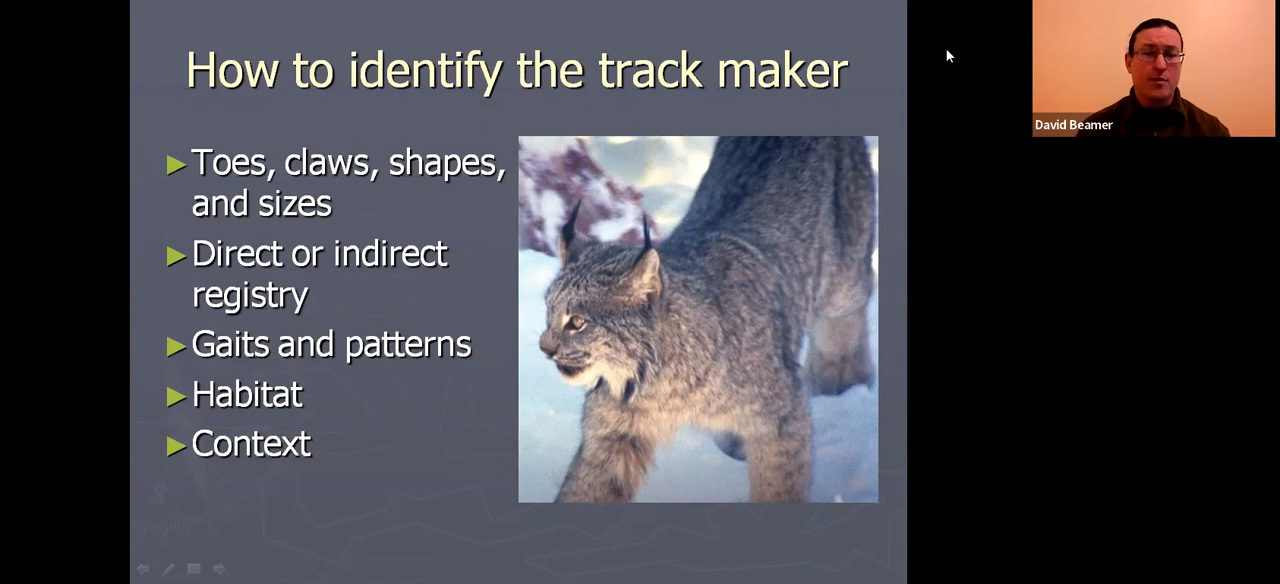 How to identify the track maker
Toes, claws, shapes,
and sizes
Direct or indirect
registry
Gaits and patterns
Habitat
Context
David Beamer